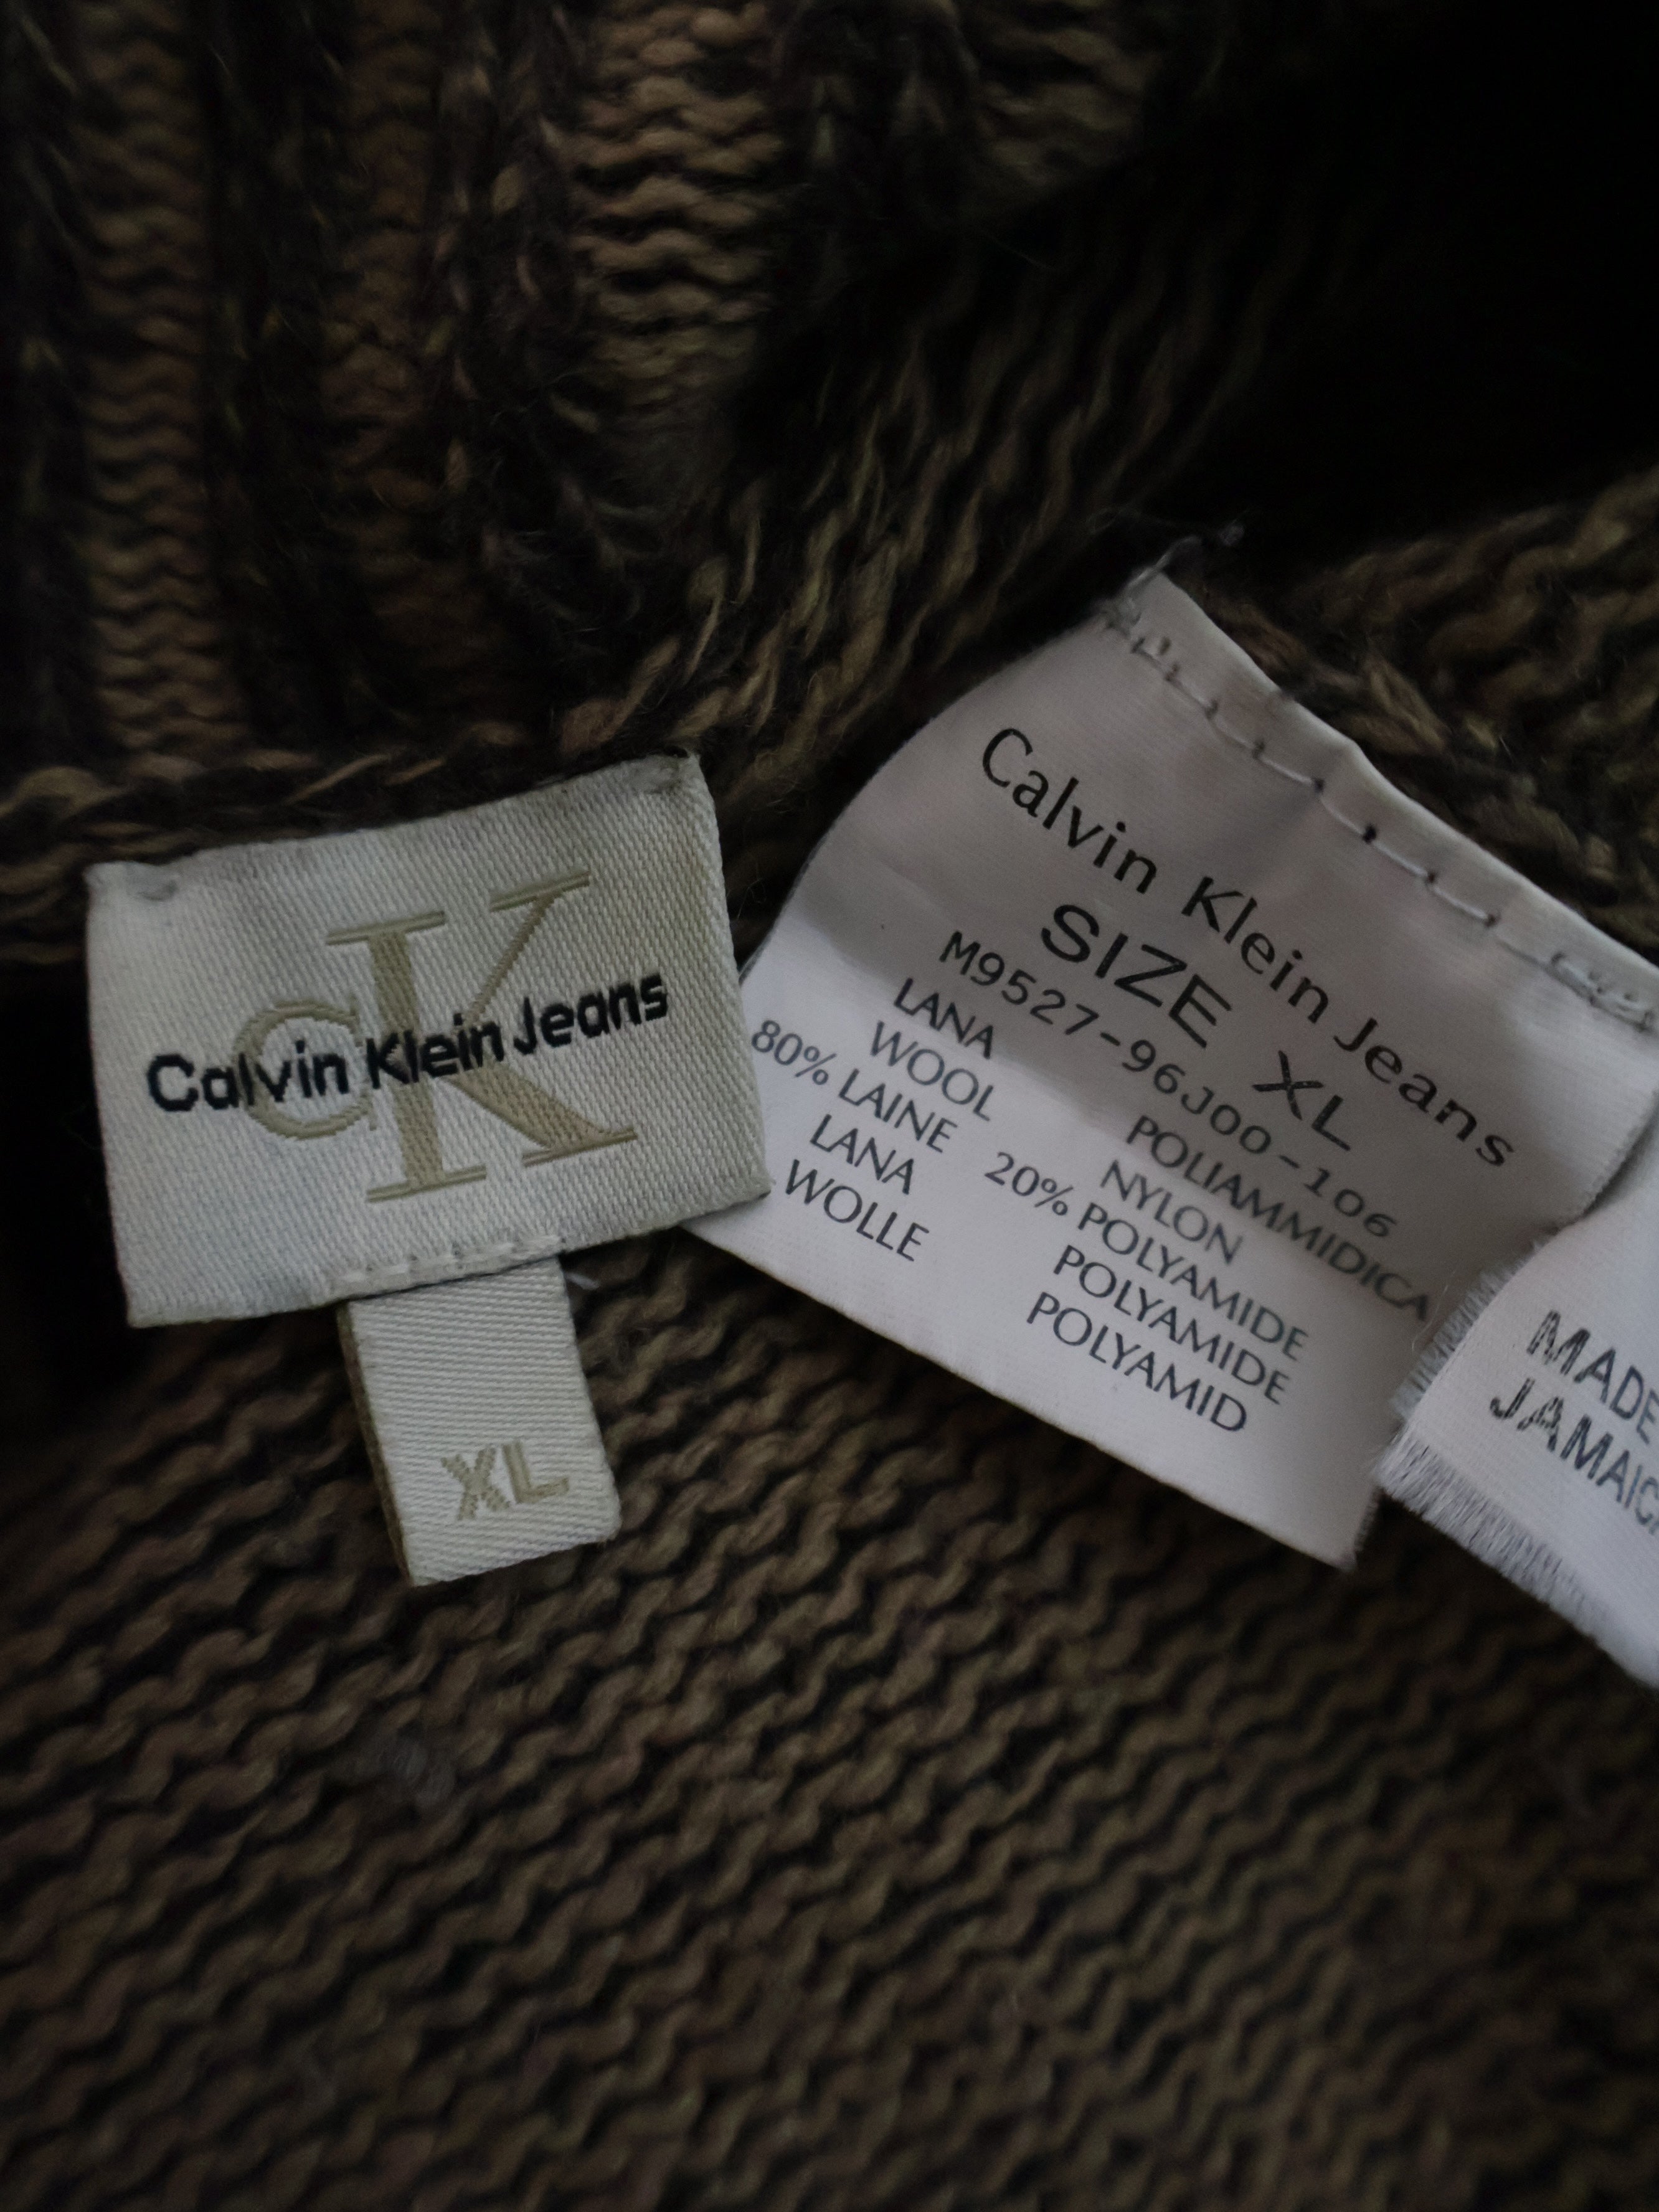 CK
Calvin Klein Jeans
XL
Calvin Klein Jeans
SIZE XL
M9527-96J00-106
LANA
WOOL
80% LAINE
LANA
WOLLE
POLIAMMIDICA
NYLON
20% POLYAMIDE
POLYAMIDE
POLYAMID
MADE
JAMAIC